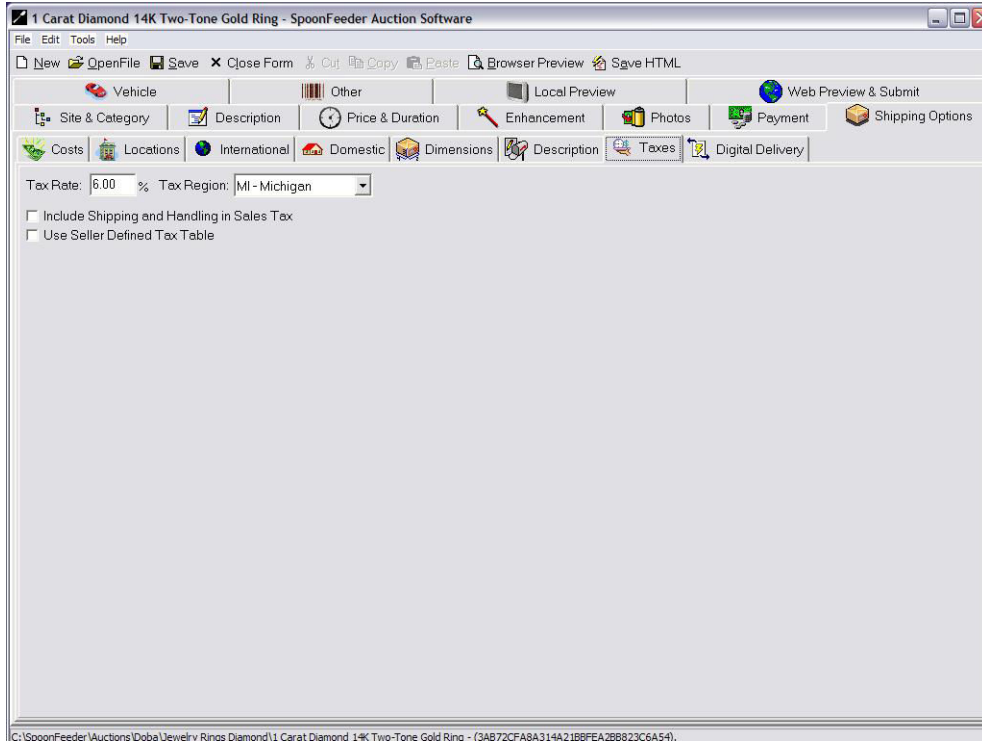 1 Carat Diamond 14K Two-Tone Gold Ring - SpoonFeeder Auction Software
File Edit Tools Help
New OpenFile Save Close Form Cut Copy Paste Browser Preview Save HTML
Vehicle Other Local Preview Web Preview & Submit
Site & Category Description Price & Duration Enhancement Photos Payment Shipping Options
Costs Locations International Domestic Dimensions Description Taxes Digital Delivery
Tax Rate: 6.00 % Tax Region: MI - Michigan
Include Shipping and Handling in Sales Tax
Use Seller Defined Tax Table
C:\SpoonFeeder\Auctions\Doba\Jewelry Rings Diamond\1 Carat Diamond 14K Two-Tone Gold Ring - (3AB72CFA8A314A21BBFEA2BB823C6A54).